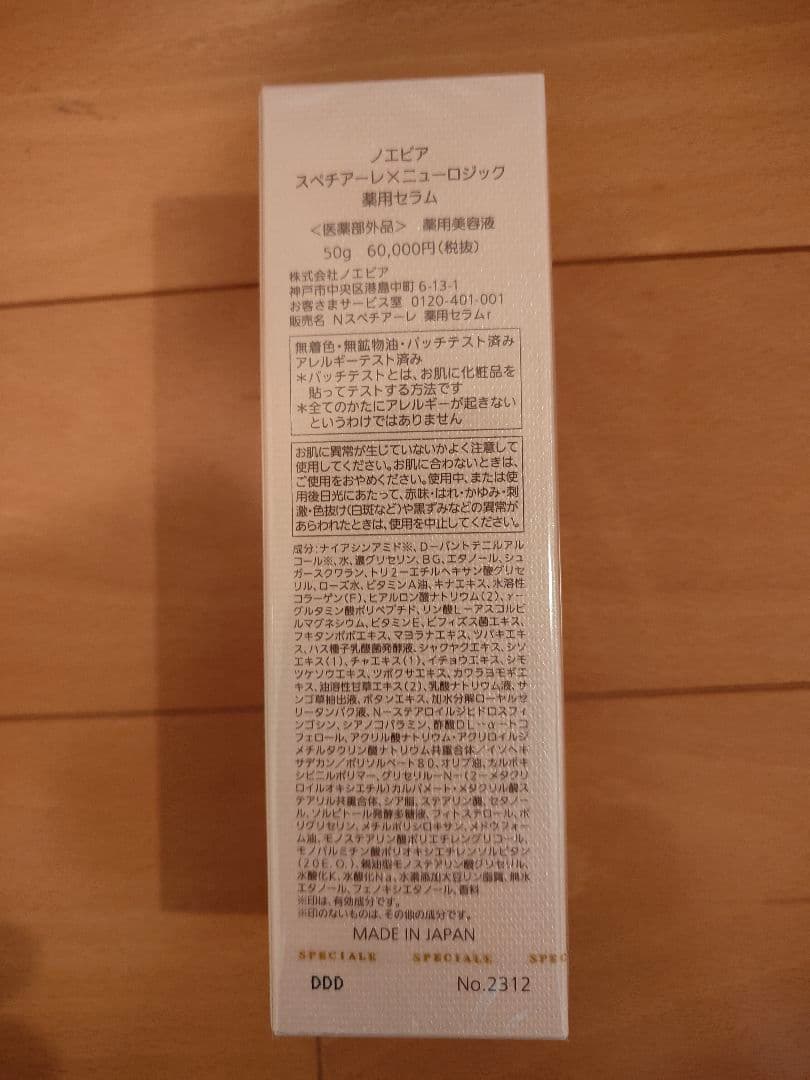 ノエビア
スペチアーレ×ニューロジック
薬用セラム
＜医薬部外品＞　薬用美容液
50g　60,000円(税抜)
株式会社ノエビア
神戸市中央区港島中町6-13-1
お客さまサービス室　0120-401-001
販売名　Nスペチアーレ　薬用セラムr
無着色・無鉱物油・パッチテスト済み
アレルギーテスト済み
＊パッチテストとは、お肌に化粧品を
貼ってテストする方法です
＊全てのかたにアレルギーが起きない
というわけではありません
お肌に異常が生じていないかよく注意して
使用してください。お肌に合わないときは、
ご使用をおやめください。使用中、または使
用後日光にあたって、赤味・はれ・かゆみ・刺
激・色抜け(白斑など)や黒ずみなどの異常が
あらわれたときは、使用を中止してください。
成分：ナイアシンアミド※、D－パントテニルアル
コール※、水、濃グリセリン、BG、エタノール、シュ
ガースクワラン、トリ2－エチルヘキサン酸グリセ
リル、ローズ水、ビタミンA油、キナエキス、水溶性
コラーゲン(F)、ヒアルロン酸ナトリウム(2)、γ－
グルタミン酸ポリペプチド、リン酸L－アスコルビ
ルマグネシウム、ビタミンE、ビフィズス菌エキス、
フキタンポポエキス、マヨラナエキス、ツバキエキ
ス、ハス種子乳酸菌発酵液、シャクヤクエキス、シソ
エキス(1)、チャエキス(1)、イチョウエキス、シモ
ツケソウエキス、ツボクサエキス、カワラヨモギエ
キス、油溶性甘草エキス(2)、乳酸ナトリウム液、サ
ンゴ草抽出液、ボタンエキス、加水分解ローヤルゼ
リータンパク液、N－ステアロイルジヒドロスフィ
ンゴシン、シアノコバラミン、酢酸DL－α－トコ
フェロール、アクリル酸ナトリウム・アクリロイルジ
メチルタウリン酸ナトリウム共重合体／イソヘキ
サデカン／ポリソルベート80、オリブ油、カルボキ
シビニルポリマー、グリセリル－N－(2－メタクリ
ロイルオキシエチル)カルバメート・メタクリル酸ス
テアリル共重合体、シア脂、ステアリン酸、セタノー
ル、ソルビトール発酵多糖液、フィトステロール、ポ
リグリセリン、メチルポリシロキサン、メドウフォー
ム油、モノステアリン酸ポリエチレングリコール、
モノパルミチン酸ポリオキシエチレンソルビタン
(20E.O.)、親油型モノステアリン酸グリセリル、
水酸化K、水酸化Na、水素添加大豆リン脂質、無水
エタノール、フェノキシエタノール、香料
※印は、有効成分です。
※印のないものは、その他の成分です。
MADE IN JAPAN
SPECIALE　SPECIALE　SPEC
DDD　No.2312